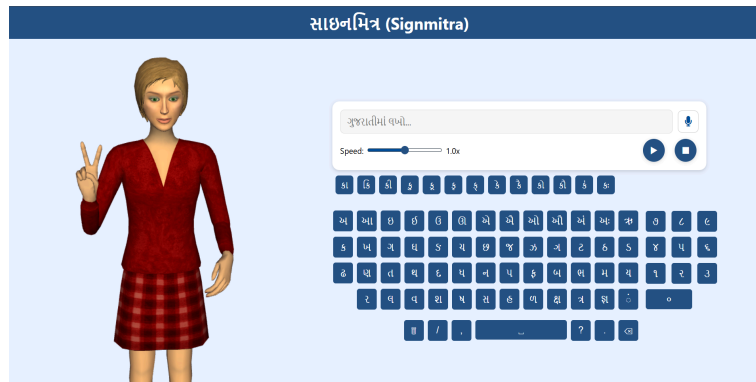 સાઇનમિત્ર (Signmitra)
ગુજરાતીમાં લખો...
Speed: 1.0x
કા કિ કી કુ કૂ કૃ કે કૈ કો કૌ કં કઃ
અ આ ઇ ઈ ઉ ઊ એ ઐ ઓ ઔ અં અઃ ઋ ૭ ૮ ૯
ક ખ ગ ઘ ઙ ચ છ જ ઝ ઞ ટ ઠ ડ ૪ ૫ ૬
ઢ ણ ત થ દ ધ ન પ ફ બ ભ મ ય ૧ ૨ ૩
ર લ વ શ ષ સ હ ળ ક્ષ ત્ર જ્ઞ ં ૦
॥ / , ? .